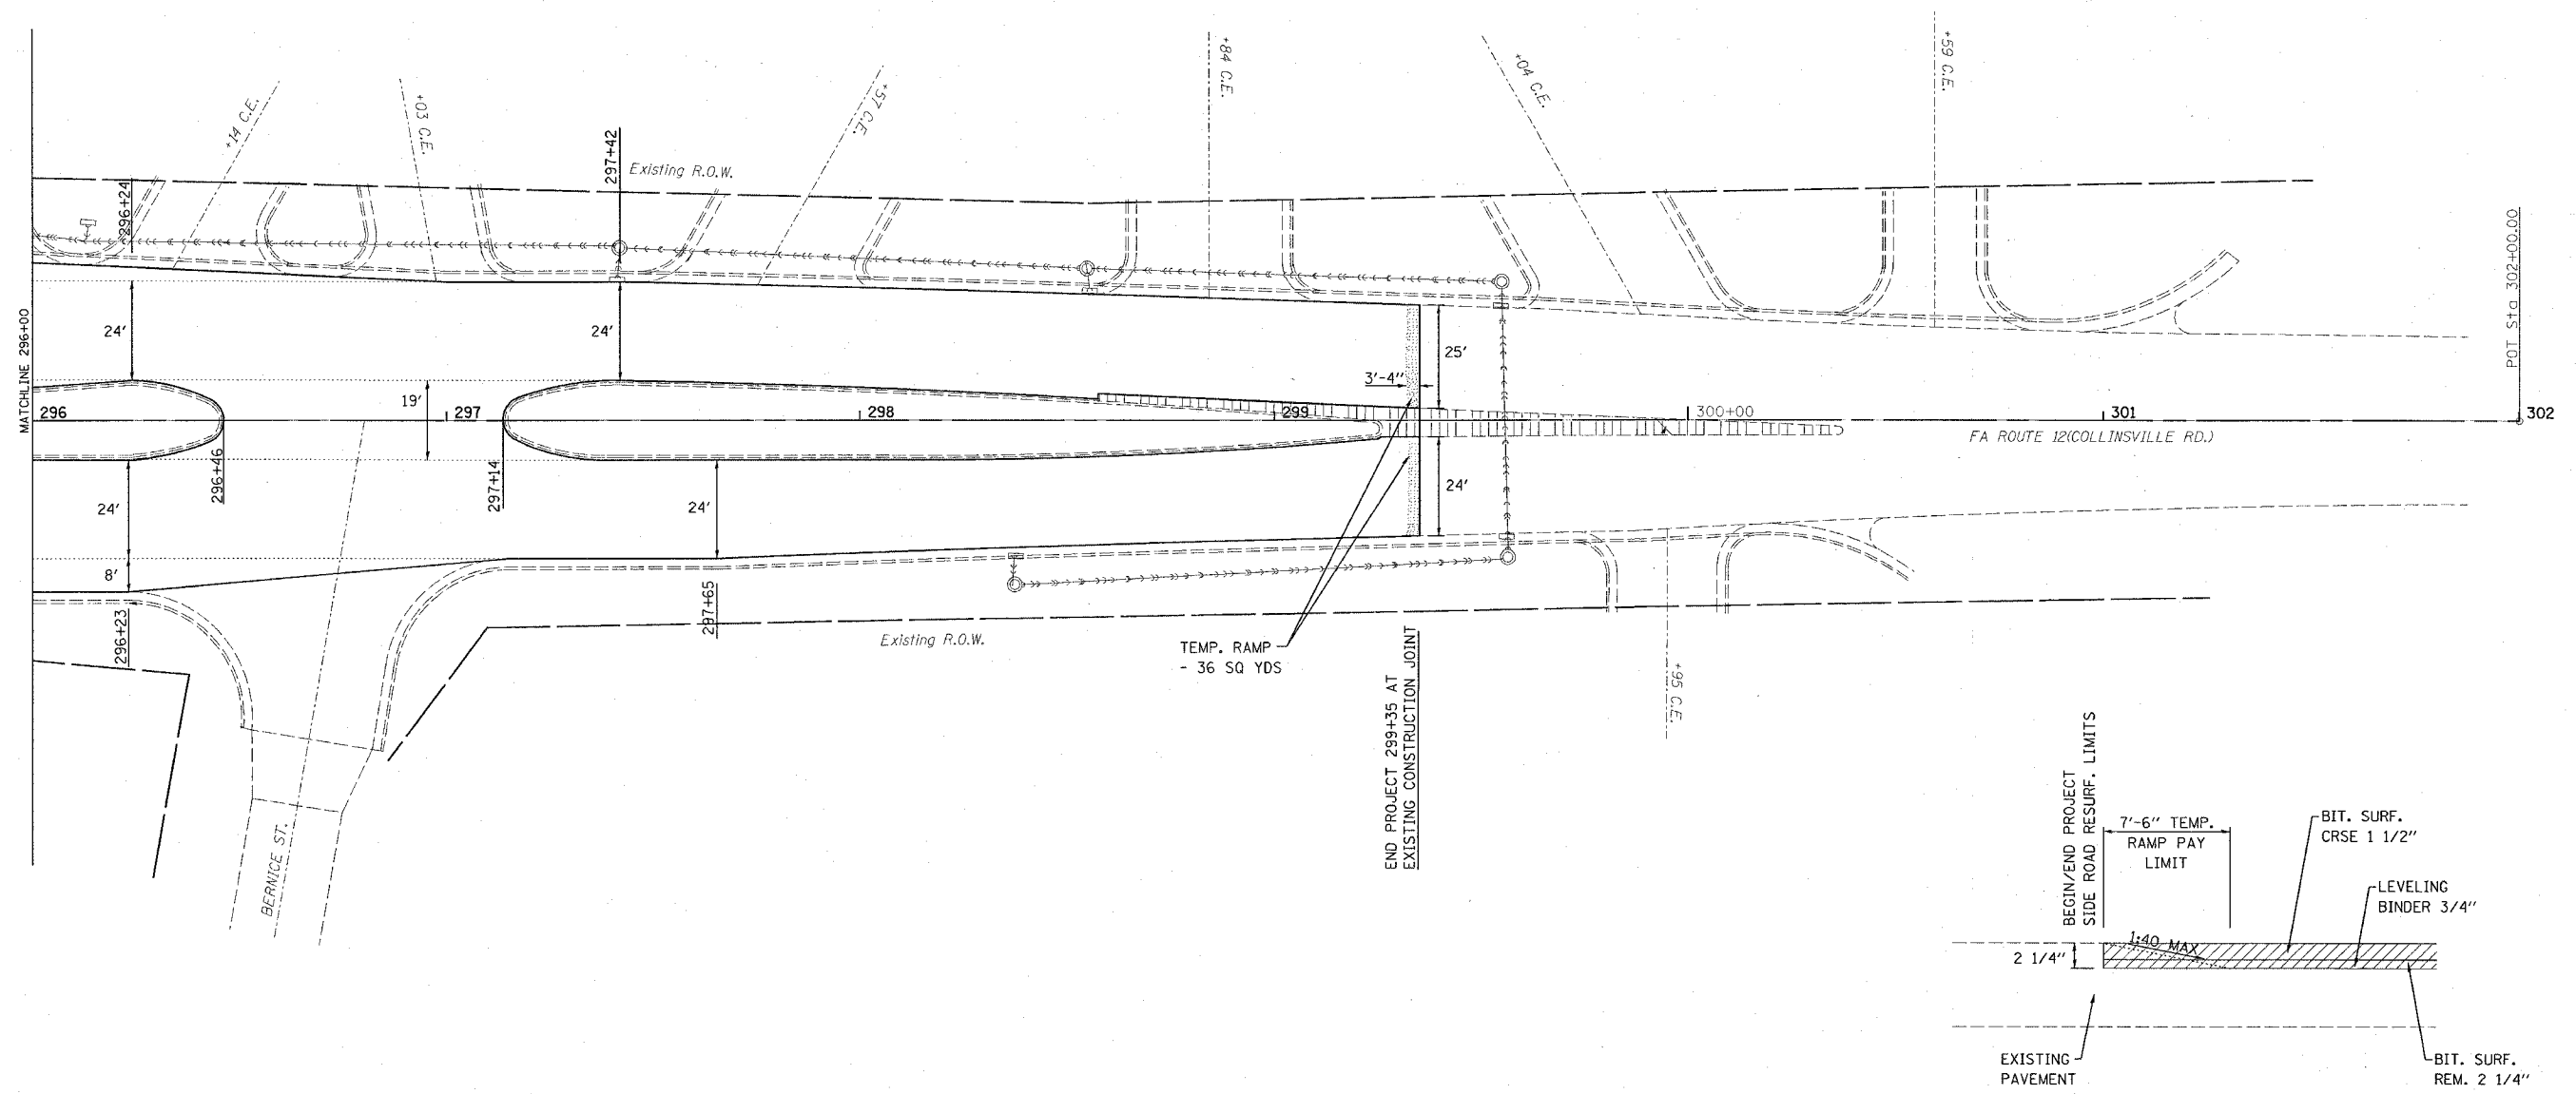 +14 C.E.
+03 C.E.
+57 C.E.
+84 C.E.
+04 C.E.
+59 C.E.
296+24
297+42
Existing R.O.W.
POT Sta 302+00.00
MATCHLINE 296+00
24'
24'
25'
3'-4"
19'
296
297
298
299
300+00
301
302
FA ROUTE 12(COLLINSVILLE RD.)
296+46
297+14
24'
24'
24'
8'
296+23
297+65
Existing R.O.W.
TEMP. RAMP
- 36 SQ YDS
END PROJECT 299+35 AT
EXISTING CONSTRUCTION JOINT
+95 C.E.
BERNICE ST.
BEGIN/END PROJECT
SIDE ROAD RESURF. LIMITS
7'-6" TEMP.
RAMP PAY
LIMIT
BIT. SURF.
CRSE 1 1/2"
LEVELING
BINDER 3/4"
1:40 MAX
2 1/4"
EXISTING
PAVEMENT
BIT. SURF.
REM. 2 1/4"